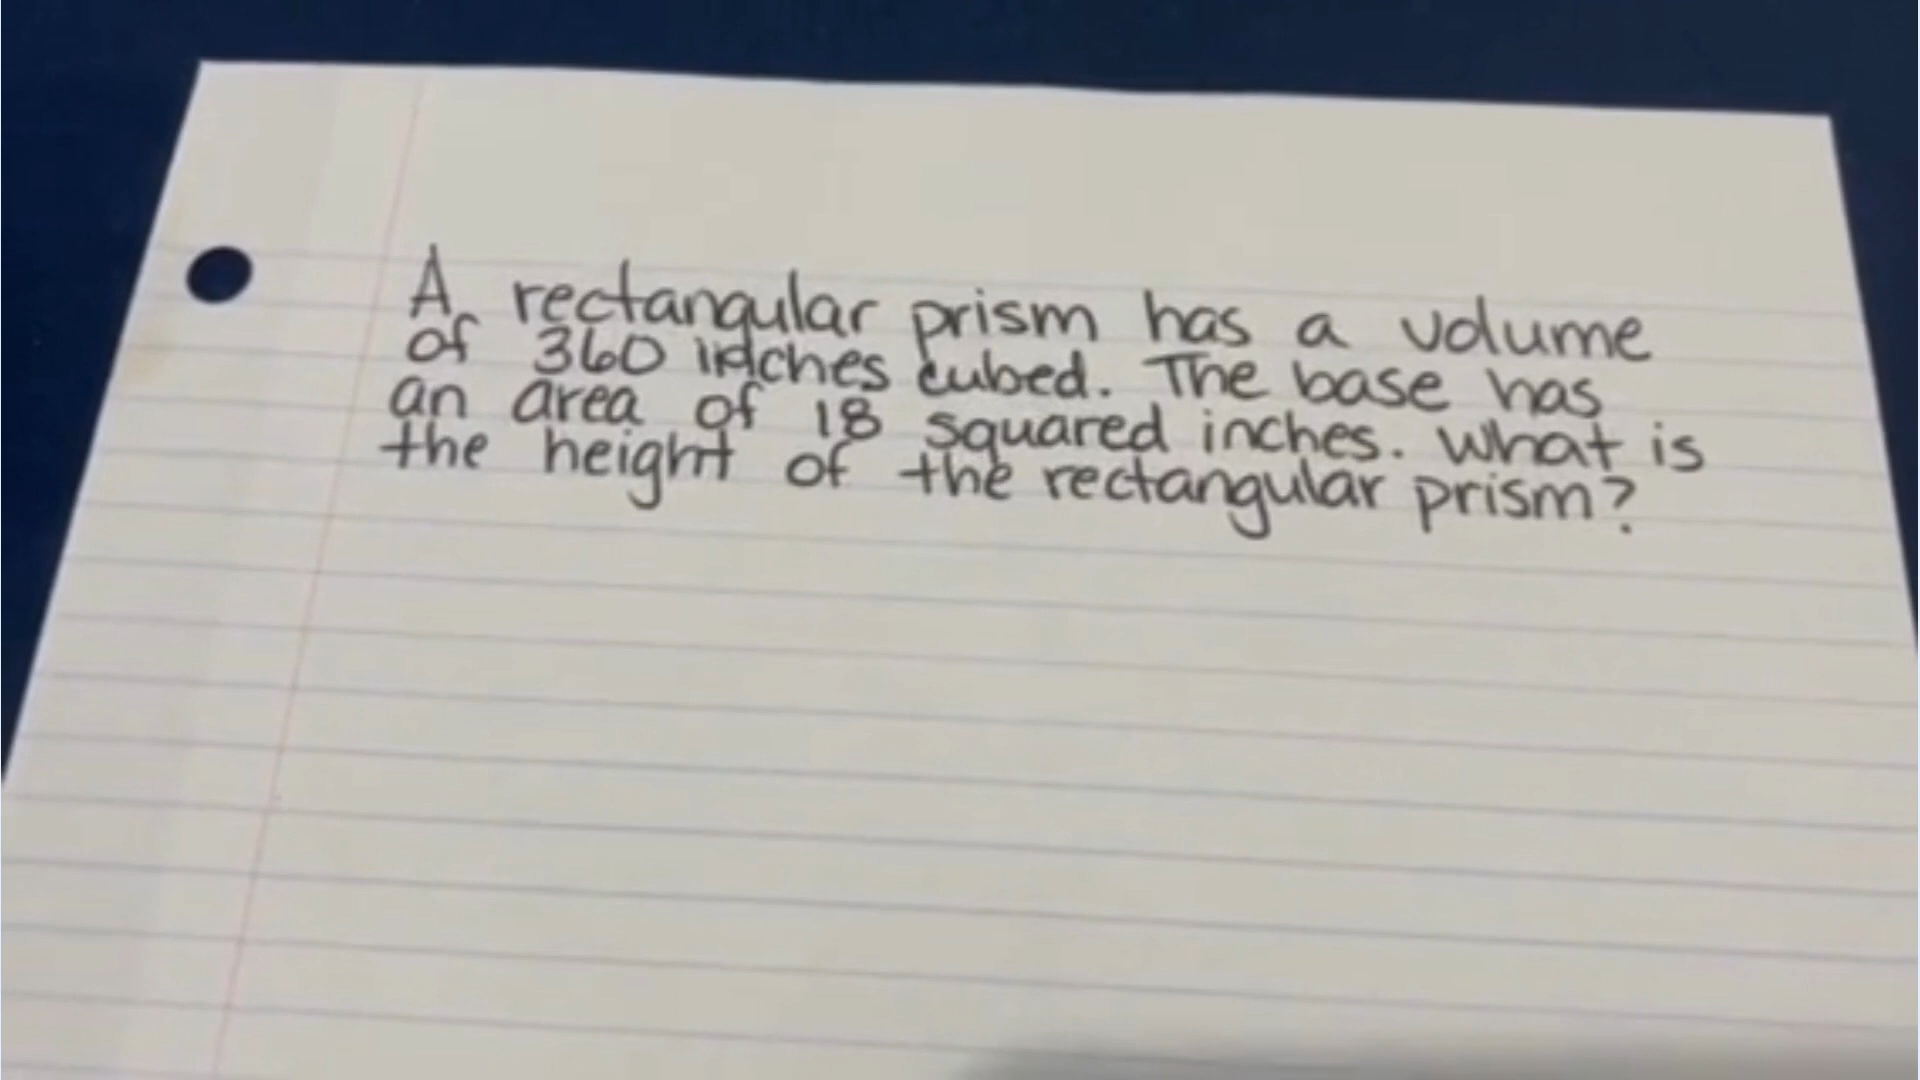 A rectangular prism has a volume
of 360 inches cubed. The base has
an area of 18 squared inches. What is
the height of the rectangular prism?